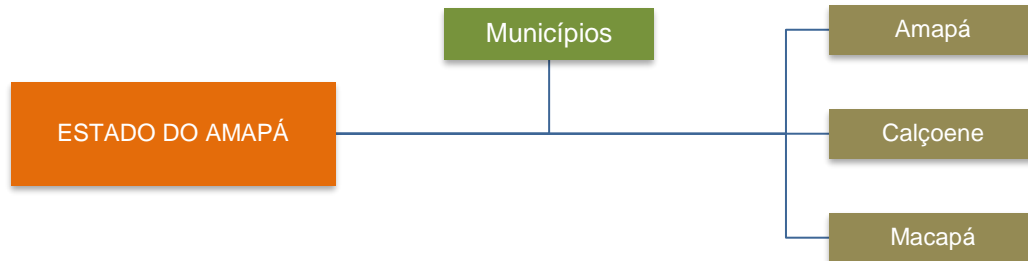 Municípios
Amapá
ESTADO DO AMAPÁ
Calçoene
Macapá